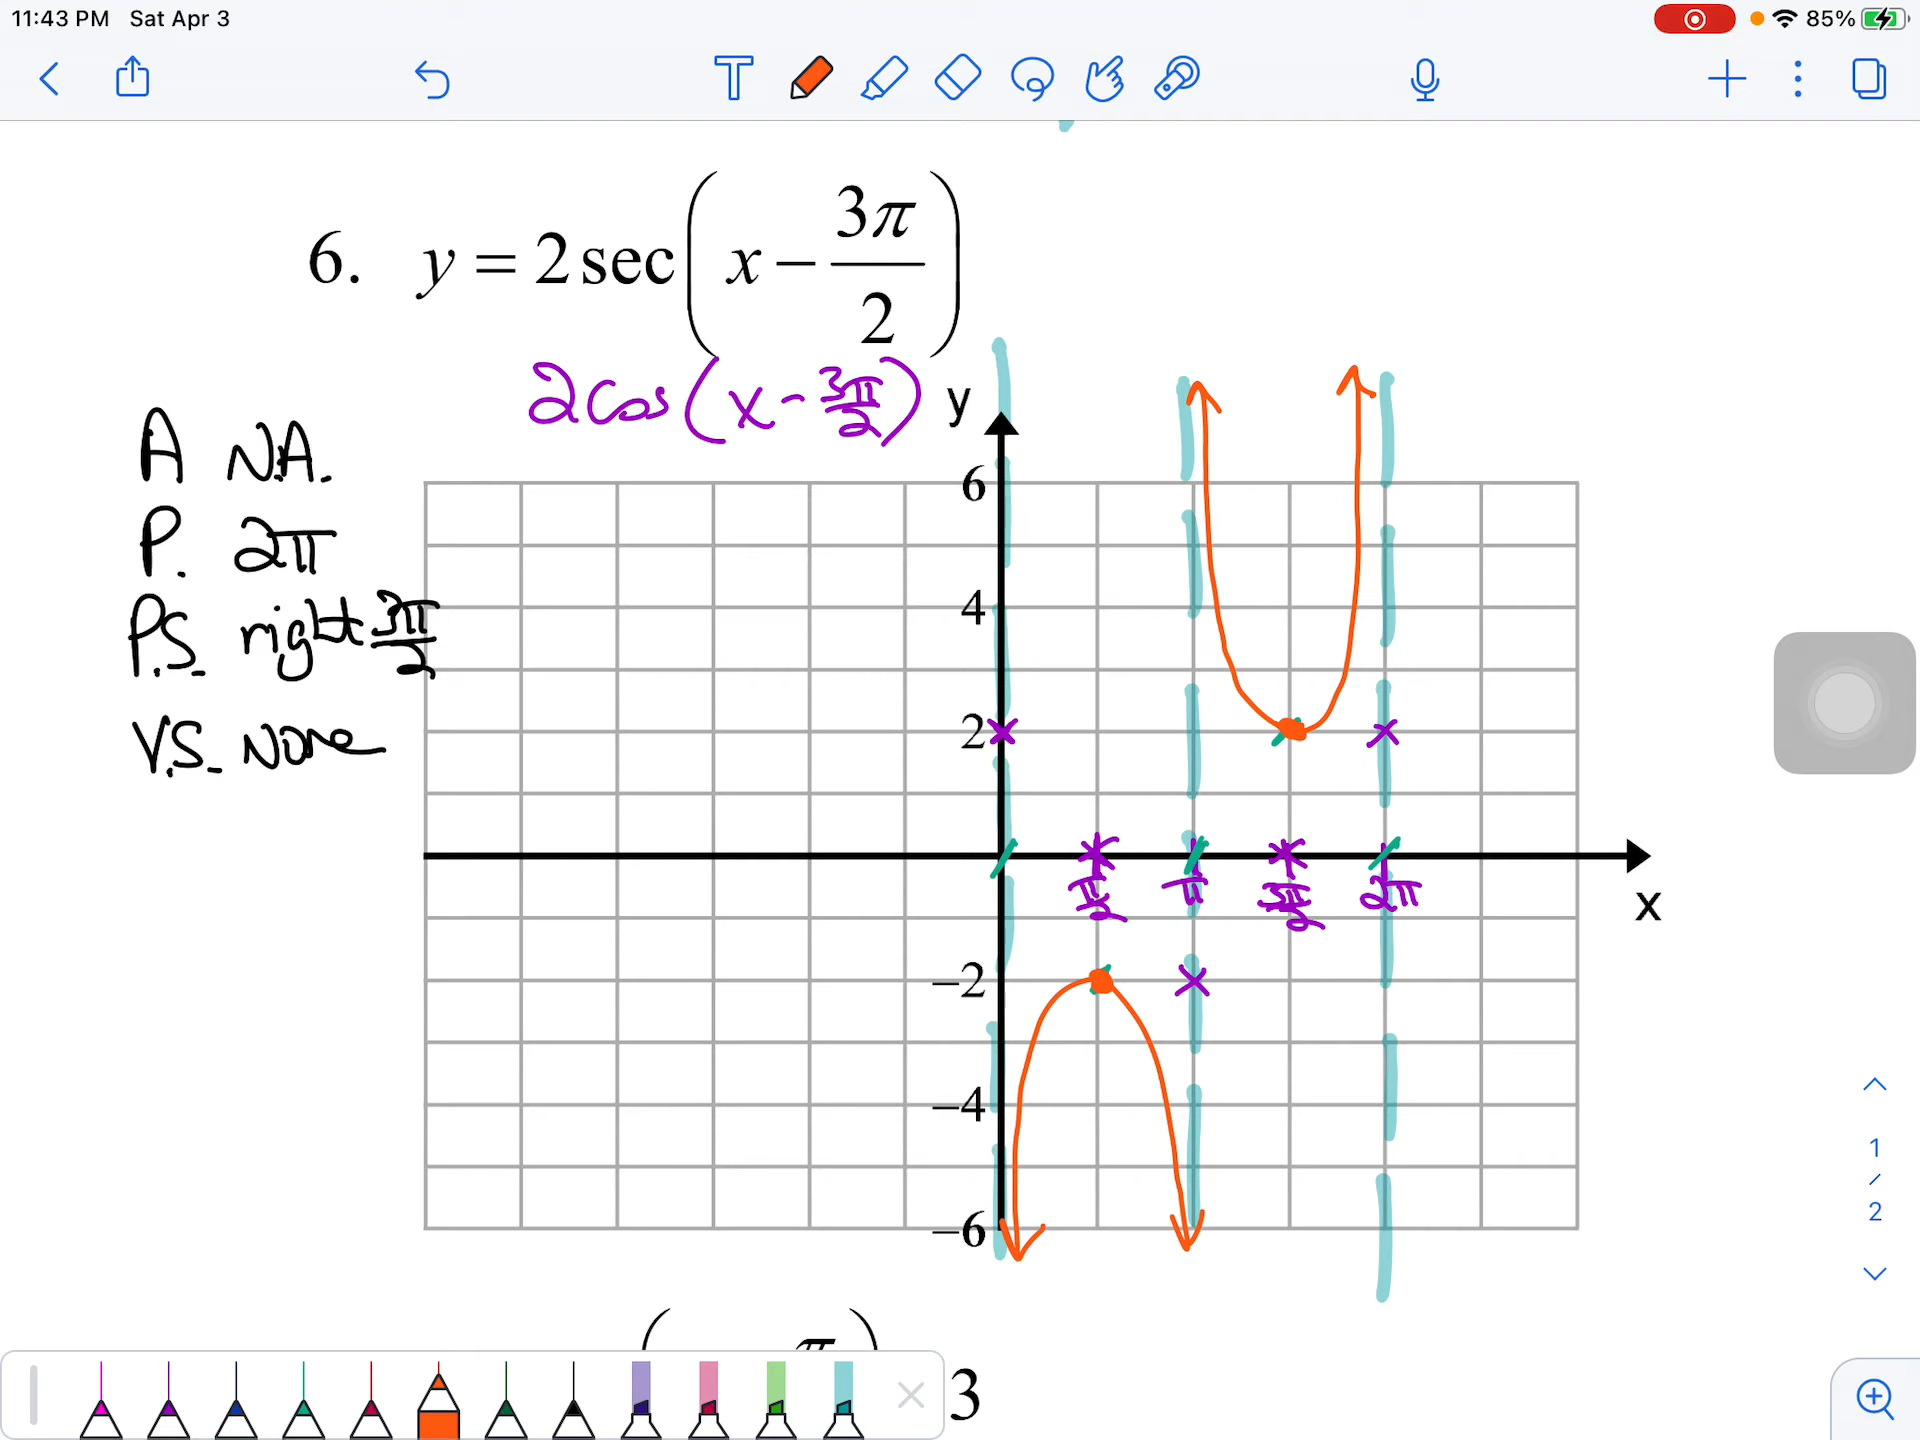 11:43 PM Sat Apr 3
85%
6. y = 2 sec ( x − 3π/2 )
2cos(x - 3π/2)
A N.A.
P. 2π
P.S. right 3π/2
V.S. None
y
6
4
2
π/2 π 3π/2 2π
x
−2
−4
−6
1
/
2
( π )
3